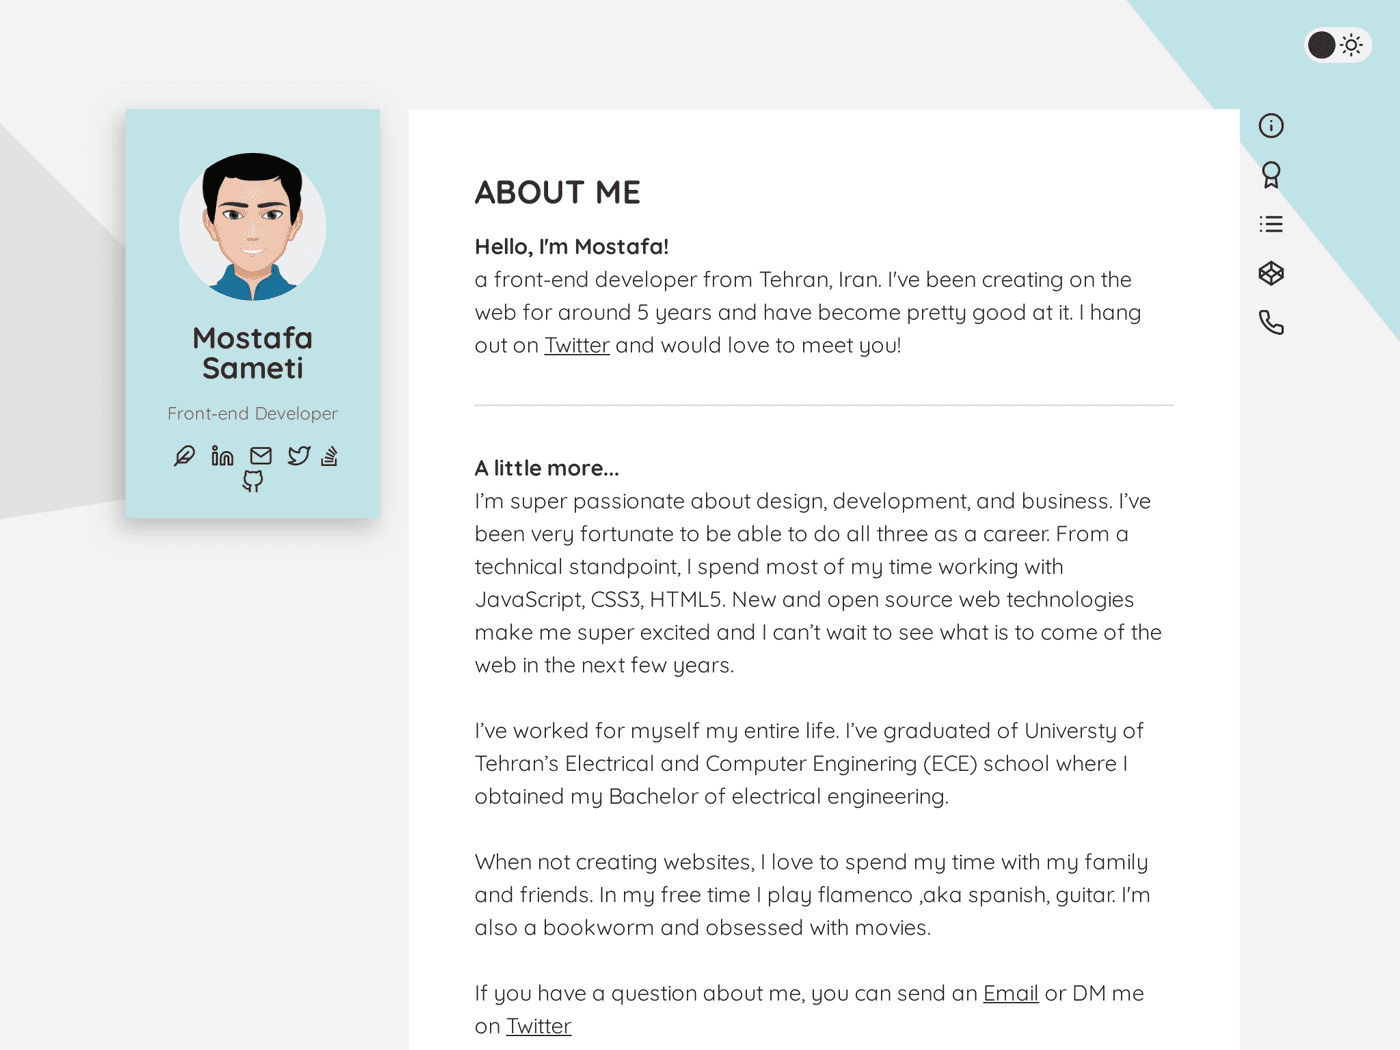 Mostafa
Sameti
Front-end Developer
ABOUT ME
Hello, I'm Mostafa!
a front-end developer from Tehran, Iran. I've been creating on the
web for around 5 years and have become pretty good at it. I hang
out on Twitter and would love to meet you!
A little more...
I’m super passionate about design, development, and business. I’ve
been very fortunate to be able to do all three as a career. From a
technical standpoint, I spend most of my time working with
JavaScript, CSS3, HTML5. New and open source web technologies
make me super excited and I can’t wait to see what is to come of the
web in the next few years.
I’ve worked for myself my entire life. I’ve graduated of Universty of
Tehran’s Electrical and Computer Enginering (ECE) school where I
obtained my Bachelor of electrical engineering.
When not creating websites, I love to spend my time with my family
and friends. In my free time I play flamenco ,aka spanish, guitar. I'm
also a bookworm and obsessed with movies.
If you have a question about me, you can send an Email or DM me
on Twitter